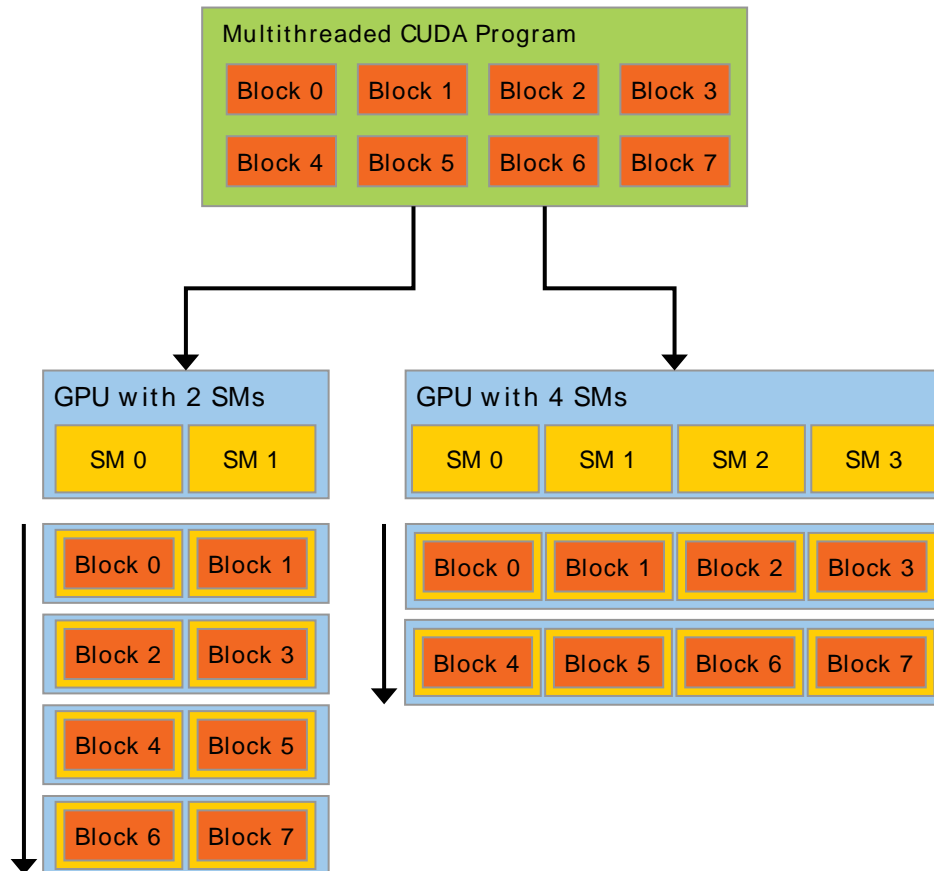 Multithreaded CUDA Program
Block 0 Block 1 Block 2 Block 3
Block 4 Block 5 Block 6 Block 7
GPU with 2 SMs
SM 0 SM 1
Block 0 Block 1
Block 2 Block 3
Block 4 Block 5
Block 6 Block 7
GPU with 4 SMs
SM 0 SM 1 SM 2 SM 3
Block 0 Block 1 Block 2 Block 3
Block 4 Block 5 Block 6 Block 7